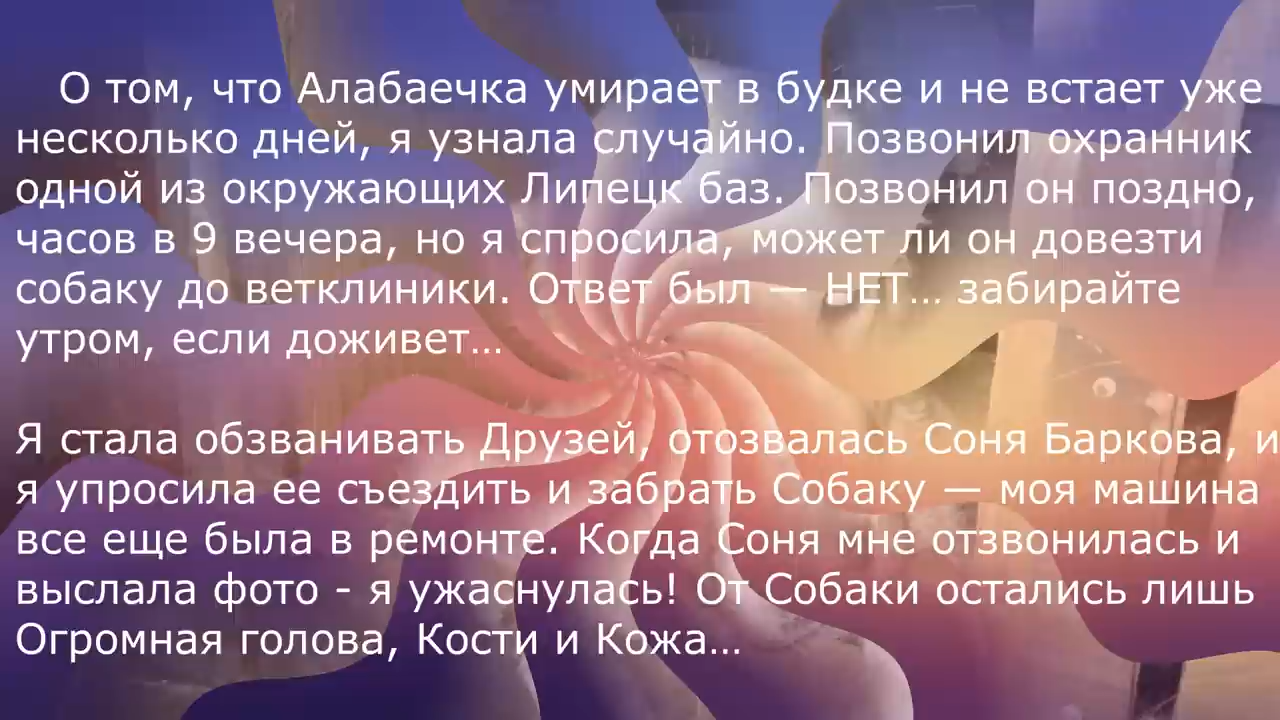 О том, что Алабаечка умирает в будке и не встает уже
несколько дней, я узнала случайно. Позвонил охранник
одной из окружающих Липецк баз. Позвонил он поздно,
часов в 9 вечера, но я спросила, может ли он довезти
собаку до ветклиники. Ответ был — НЕТ... забирайте
утром, если доживет...
Я стала обзванивать Друзей, отозвалась Соня Баркова, и
я упросила ее съездить и забрать Собаку — моя машина
все еще была в ремонте. Когда Соня мне отзвонилась и
выслала фото - я ужаснулась! От Собаки остались лишь
Огромная голова, Кости и Кожа...